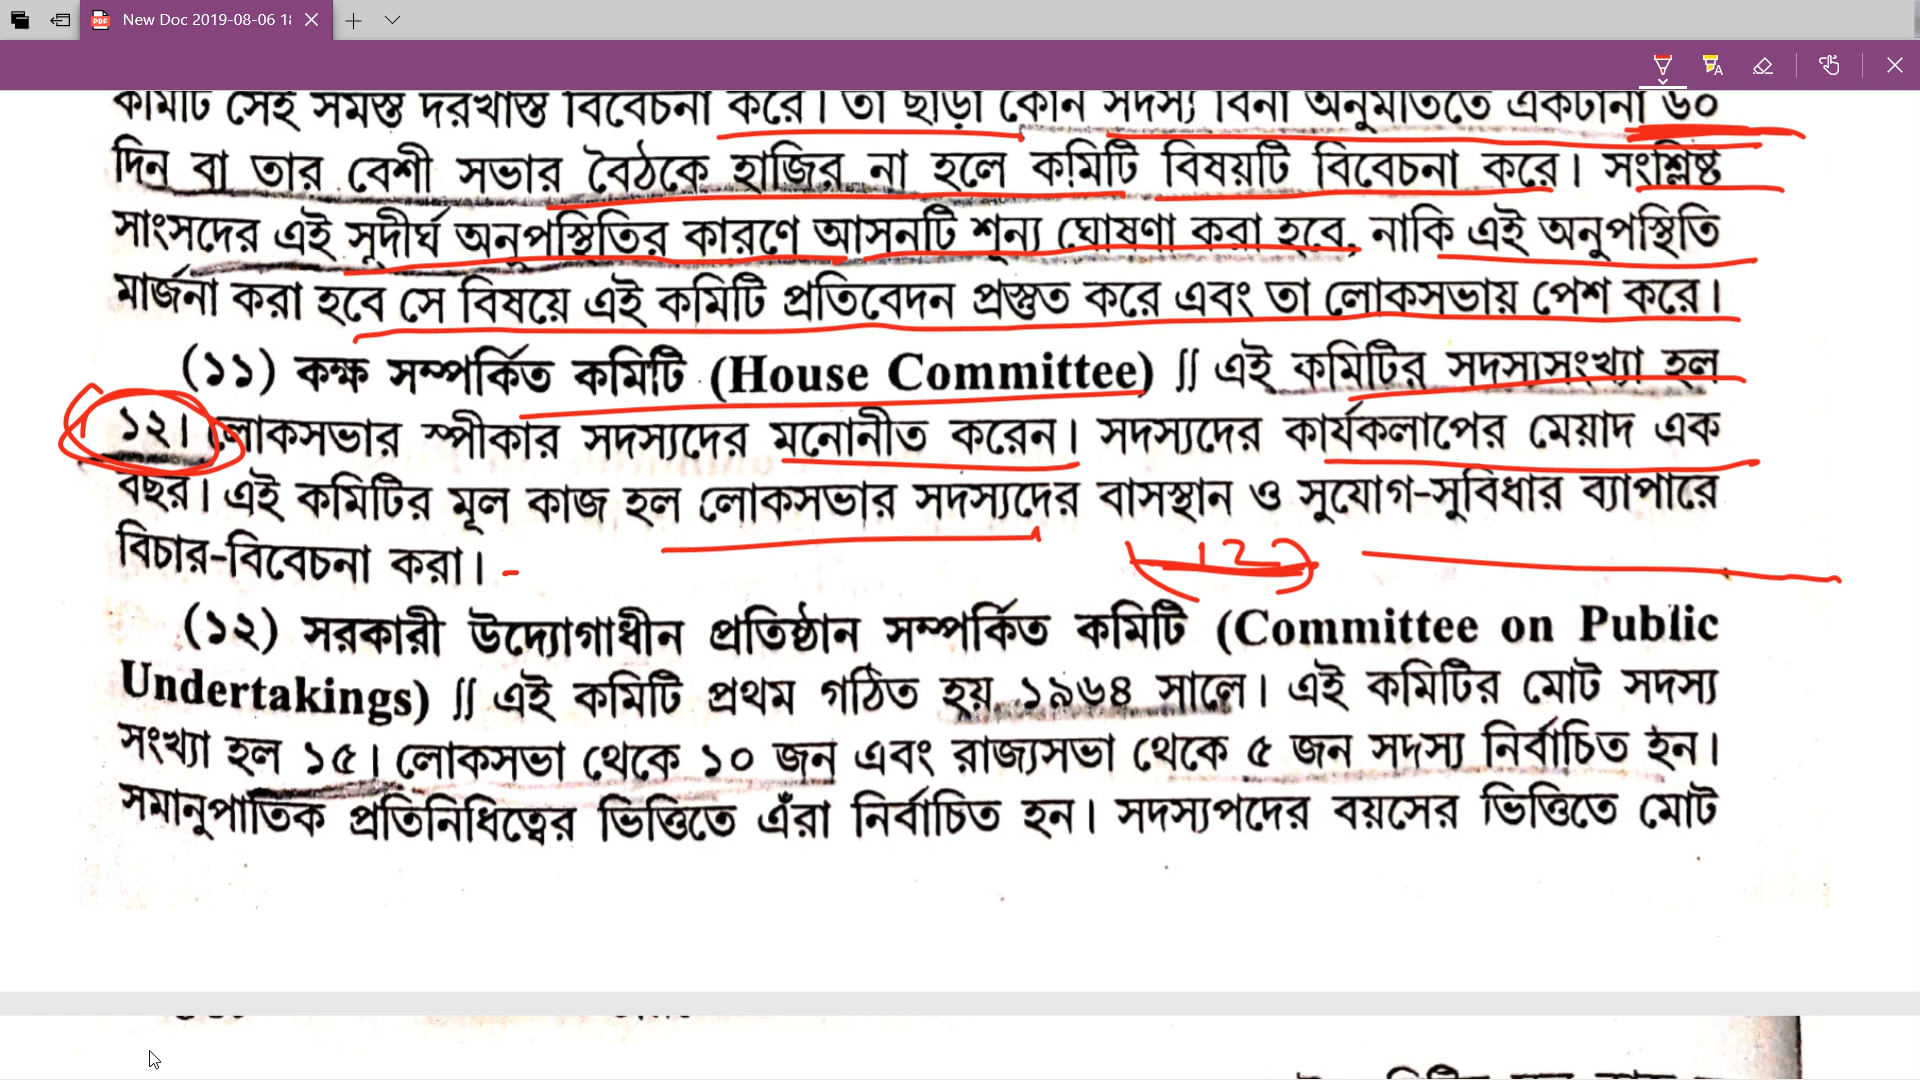 New Doc 2019-08-06 18
কমিটি সেই সমস্ত দরখাস্ত বিবেচনা করে। তা ছাড়া কোন সদস্য বিনা অনুমতিতে একটানা ৬০
দিন বা তার বেশী সভার বৈঠকে হাজির না হলে কমিটি বিষয়টি বিবেচনা করে। সংশ্লিষ্ট
সাংসদের এই সুদীর্ঘ অনুপস্থিতির কারণে আসনটি শূন্য ঘোষণা করা হবে, নাকি এই অনুপস্থিতি
মার্জনা করা হবে সে বিষয়ে এই কমিটি প্রতিবেদন প্রস্তুত করে এবং তা লোকসভায় পেশ করে।
(১১) কক্ষ সম্পর্কিত কমিটি (House Committee) || এই কমিটির সদস্যসংখ্যা হল
১২। লোকসভার স্পীকার সদস্যদের মনোনীত করেন। সদস্যদের কার্যকলাপের মেয়াদ এক
বছর। এই কমিটির মূল কাজ হল লোকসভার সদস্যদের বাসস্থান ও সুযোগ-সুবিধার ব্যাপারে
বিচার-বিবেচনা করা।
12
(১২) সরকারী উদ্যোগাধীন প্রতিষ্ঠান সম্পর্কিত কমিটি (Committee on Public
Undertakings) || এই কমিটি প্রথম গঠিত হয় ১৯৬৪ সালে। এই কমিটির মোট সদস্য
সংখ্যা হল ১৫। লোকসভা থেকে ১০ জন এবং রাজ্যসভা থেকে ৫ জন সদস্য নির্বাচিত হন।
সমানুপাতিক প্রতিনিধিত্বের ভিত্তিতে এঁরা নির্বাচিত হন। সদস্যপদের বয়সের ভিত্তিতে মোট